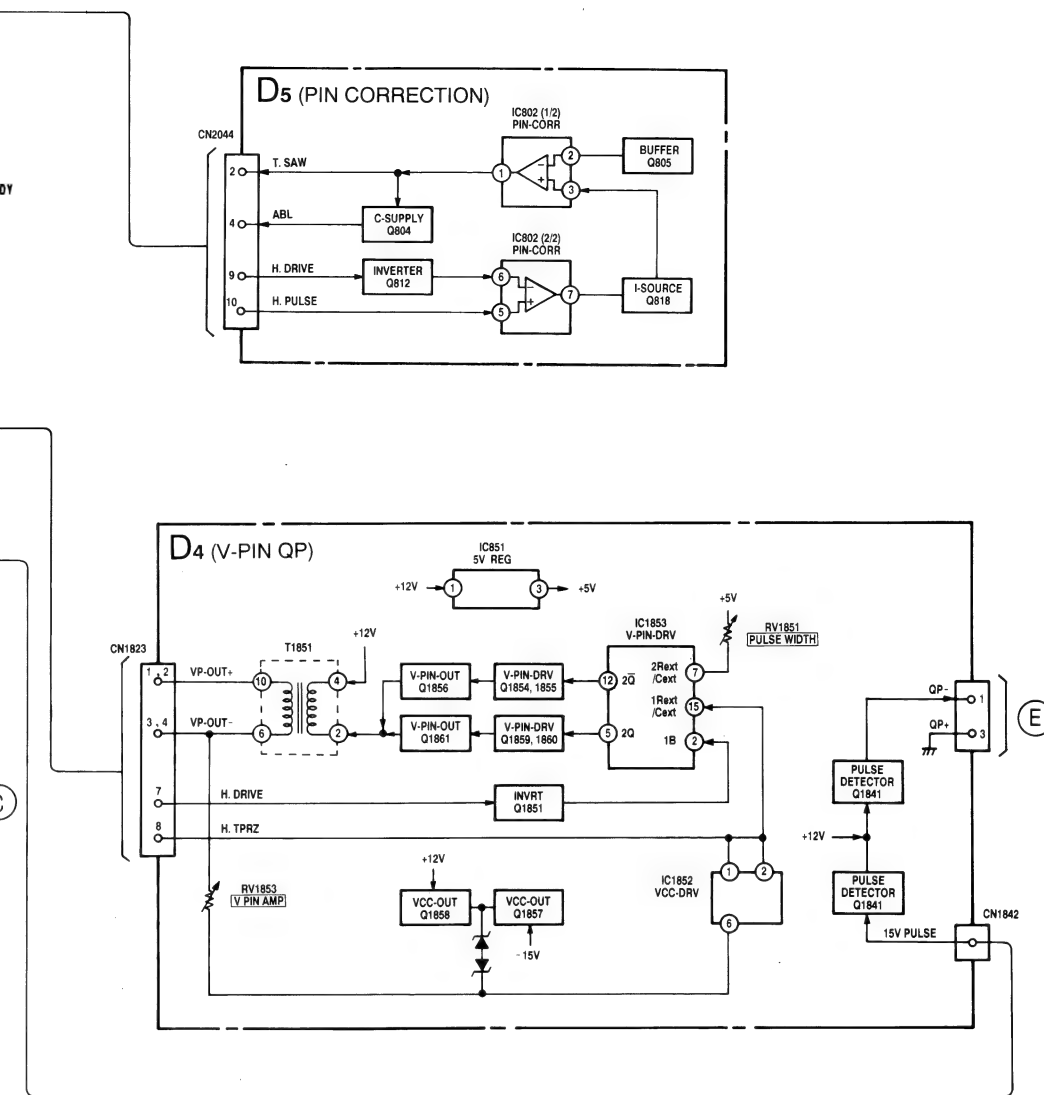 DY
D5 (PIN CORRECTION)
CN2044
2
T. SAW
4
ABL
9
H. DRIVE
10
H. PULSE
C-SUPPLY
Q804
INVERTER
Q812
IC802 (1/2)
PIN-CORR
1
2
3
-
+
BUFFER
Q805
IC802 (2/2)
PIN-CORR
6
5
7
-
+
I-SOURCE
Q818
D4 (V-PIN QP)
IC851
5V REG
+12V
1
3
+5V
CN1823
1 , 2
VP-OUT+
3 , 4
VP-OUT-
7
H. DRIVE
8
H. TPRZ
T1851
+12V
10
4
6
2
V-PIN-OUT
Q1856
V-PIN-DRV
Q1854, 1855
V-PIN-OUT
Q1861
V-PIN-DRV
Q1859, 1860
IC1853
V-PIN-DRV
12
2Q̅
5
2Q
2Rext
/Cext
7
1Rext
/Cext
15
1B
2
+5V
RV1851
PULSE WIDTH
INVRT
Q1851
RV1853
V PIN AMP
+12V
VCC-OUT
Q1858
VCC-OUT
Q1857
-15V
IC1852
VCC-DRV
1
2
6
QP-
1
QP+
3
E
PULSE
DETECTOR
Q1841
+12V
PULSE
DETECTOR
Q1841
CN1842
15V PULSE